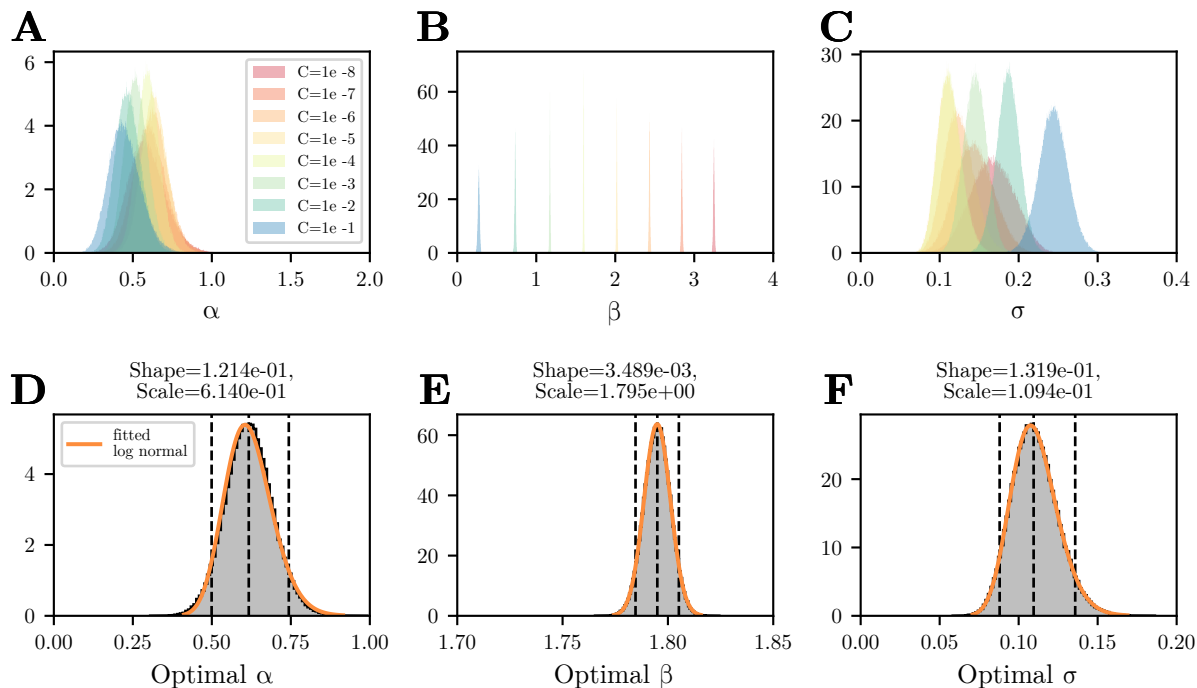 A
B
C
6
4
2
0
0.0
0.5
1.0
1.5
2.0
α
C=1e -8
C=1e -7
C=1e -6
C=1e -5
C=1e -4
C=1e -3
C=1e -2
C=1e -1
60
40
20
0
0
1
2
3
4
β
30
20
10
0
0.0
0.1
0.2
0.3
0.4
σ
D
Shape=1.214e-01,
Scale=6.140e-01
fitted
log normal
4
2
0
0.00
0.25
0.50
0.75
1.00
Optimal α
E
Shape=3.489e-03,
Scale=1.795e+00
60
40
20
0
1.70
1.75
1.80
1.85
Optimal β
F
Shape=1.319e-01,
Scale=1.094e-01
20
10
0
0.00
0.05
0.10
0.15
0.20
Optimal σ